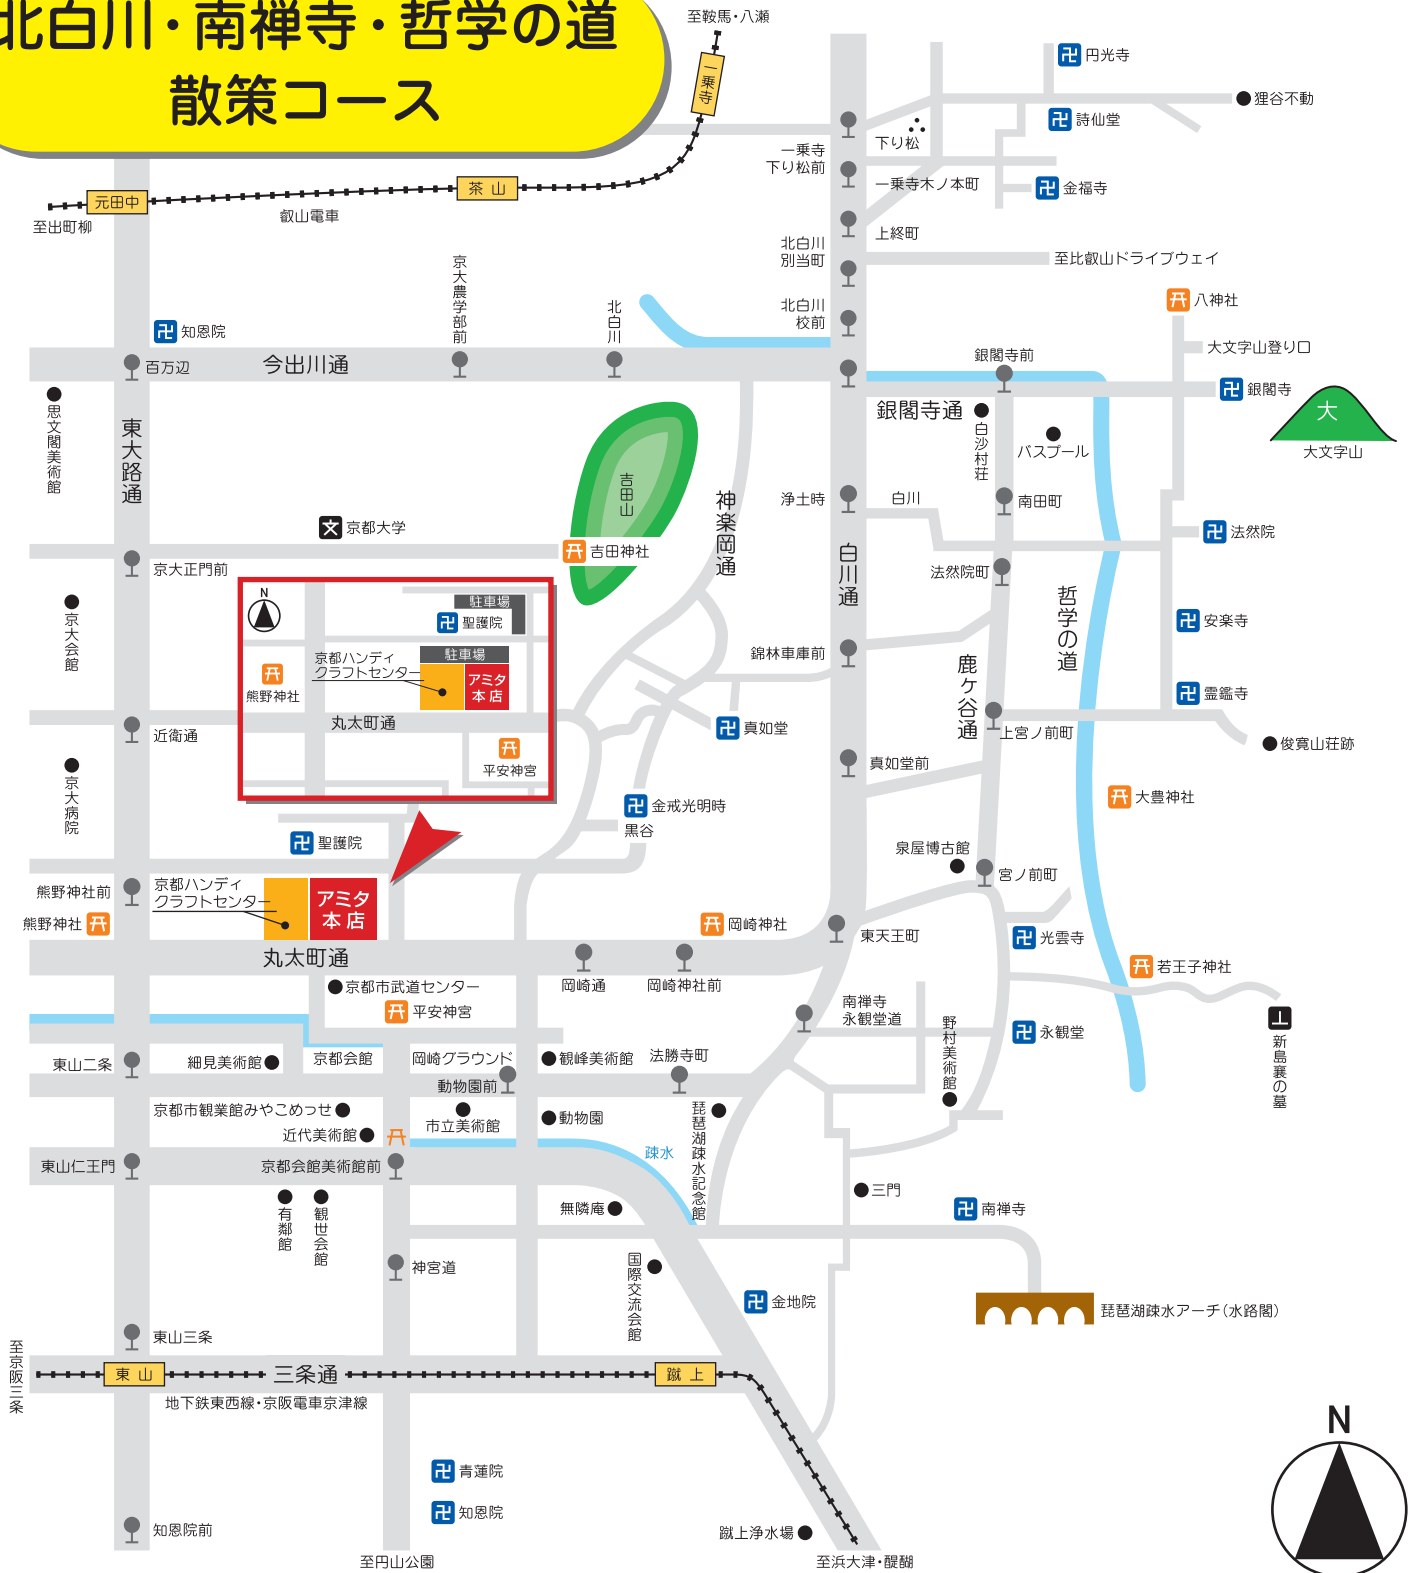 北白川・南禅寺・哲学の道
散策コース
至鞍馬・八瀬
一乗寺
円光寺
狸谷不動
詩仙堂
下り松
一乗寺
下り松前
一乗寺木ノ本町
金福寺
茶山
元田中
至出町柳
叡山電車
上終町
北白川
別当町
至比叡山ドライブウェイ
京大農学部前
北白川
北白川
校前
八神社
知恩院
百万辺
今出川通
銀閣寺前
大文字山登り口
銀閣寺
銀閣寺通
大
大文字山
思文閣美術館
東大路通
白沙村荘
バスプール
吉田山
神楽岡通
浄土時
白川
南田町
京都大学
吉田神社
法然院
京大正門前
白川通
法然院町
哲学の道
N
駐車場
聖護院
京大会館
安楽寺
京都ハンディ
クラフトセンター
駐車場
アミタ
本店
熊野神社
錦林車庫前
鹿ケ谷通
霊鑑寺
丸太町通
近衛通
真如堂
上宮ノ前町
俊寛山荘跡
平安神宮
真如堂前
京大病院
大豊神社
金戒光明時
黒谷
聖護院
泉屋博古館
宮ノ前町
熊野神社前
京都ハンディ
クラフトセンター
アミタ
本店
熊野神社
岡崎神社
東天王町
光雲寺
丸太町通
若王子神社
京都市武道センター
岡崎通
岡崎神社前
平安神宮
南禅寺
永観堂道
野村美術館
永観堂
新島襄の墓
東山二条
細見美術館
京都会館
岡崎グラウンド
観峰美術館
法勝寺町
動物園前
京都市観業館みやこめっせ
市立美術館
動物園
琵琶湖疎水記念館
近代美術館
疎水
東山仁王門
京都会館美術館前
有鄰館
観世会館
無隣庵
三門
南禅寺
神宮道
国際交流会館
金地院
琵琶湖疎水アーチ(水路閣)
東山三条
至京阪三条
東山
三条通
蹴上
地下鉄東西線・京阪電車京津線
N
青蓮院
知恩院
知恩院前
蹴上浄水場
至円山公園
至浜大津・醍醐